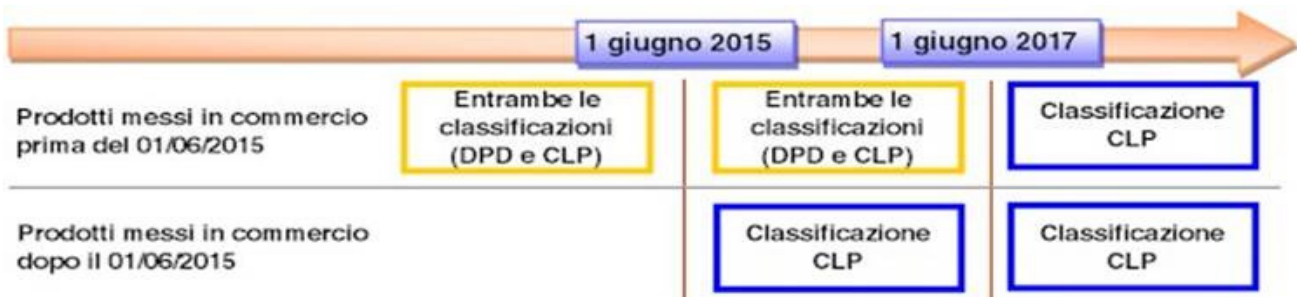 1 giugno 2015
1 giugno 2017
Prodotti messi in commercio
prima del 01/06/2015
Entrambe le
classificazioni
(DPD e CLP)
Entrambe le
classificazioni
(DPD e CLP)
Classificazione
CLP
Prodotti messi in commercio
dopo il 01/06/2015
Classificazione
CLP
Classificazione
CLP